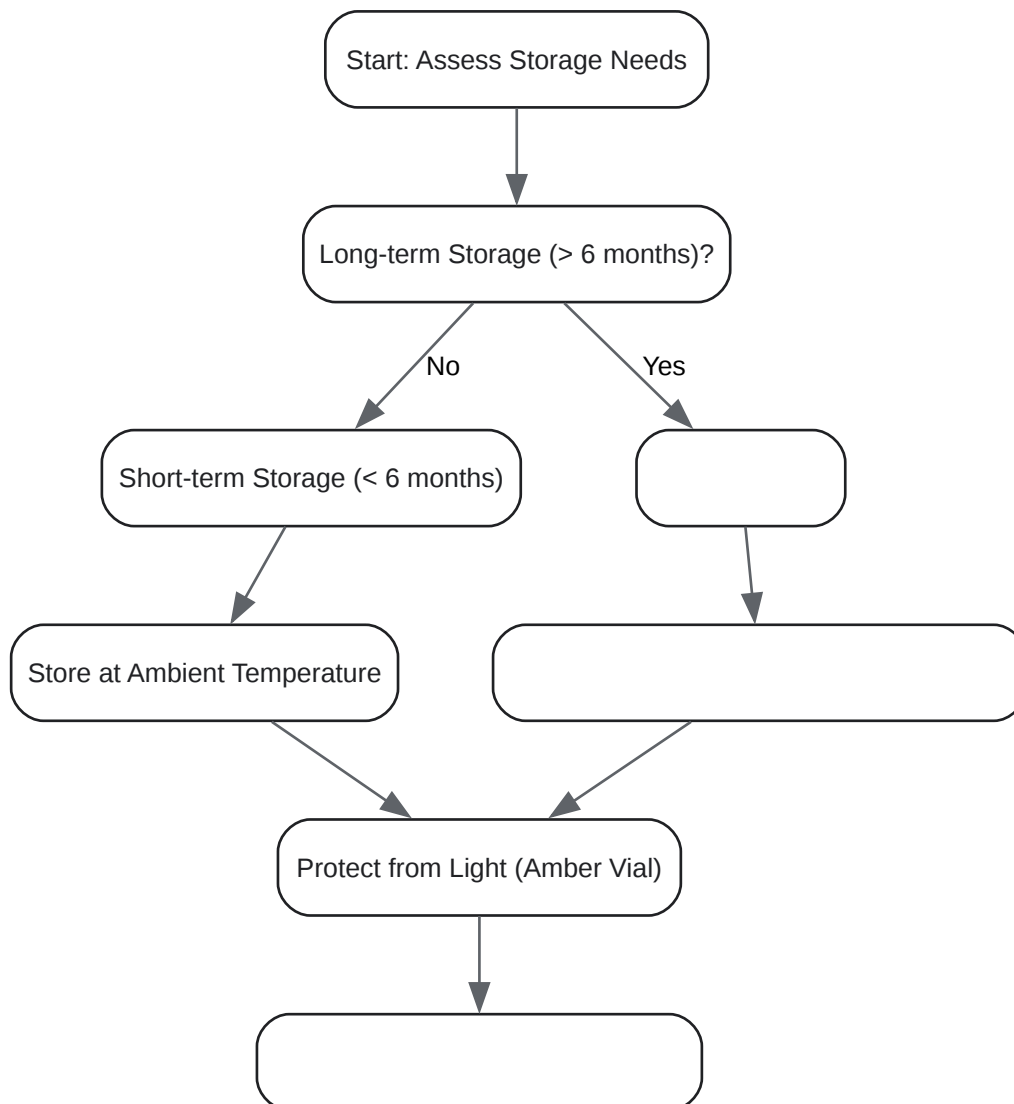 Start: Assess Storage Needs
Long-term Storage (> 6 months)?
No
Yes
Short-term Storage (< 6 months)
Store at Ambient Temperature
Protect from Light (Amber Vial)